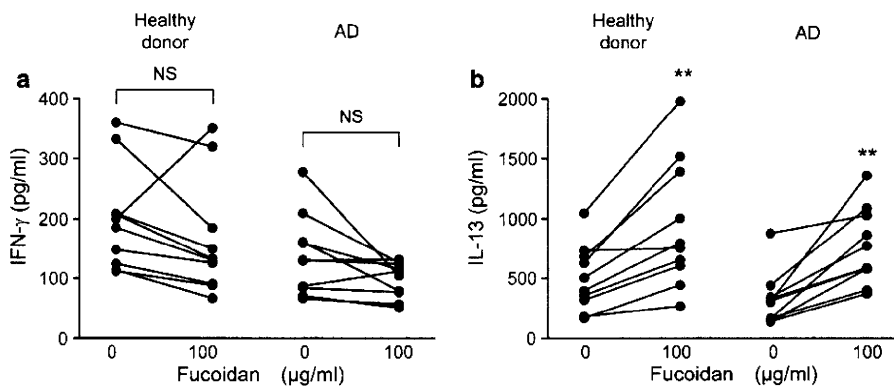 Healthy
donor
AD
a
NS
NS
IFN-γ (pg/ml)
400
300
200
100
0
0
100
0
100
Fucoidan (µg/ml)
Healthy
donor
AD
b
**
**
IL-13 (pg/ml)
2000
1500
1000
500
0
0
100
0
100
Fucoidan (µg/ml)